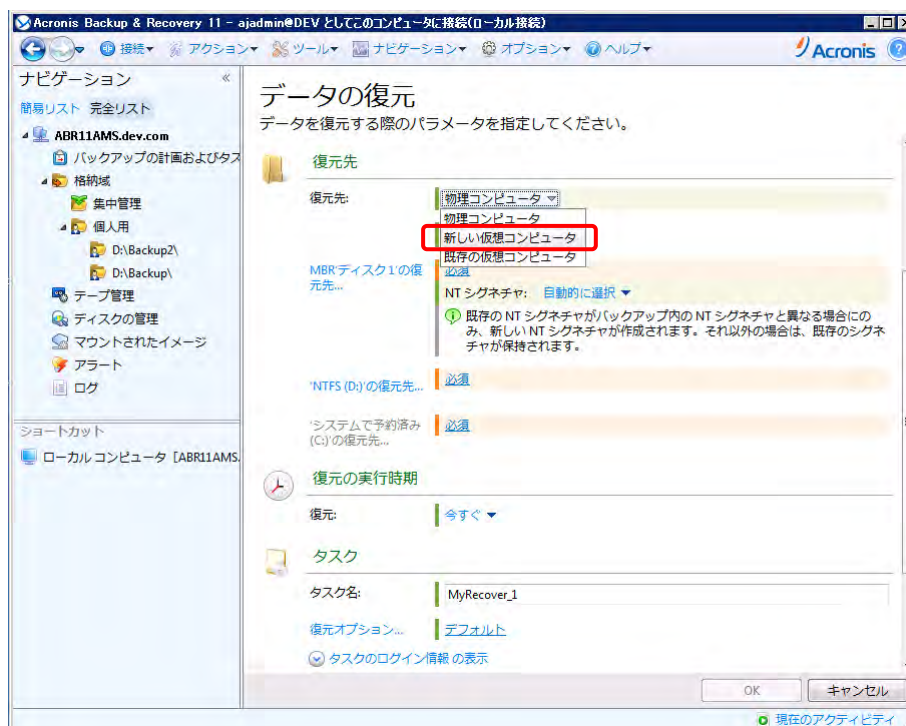 Acronis Backup & Recovery 11 - ajadmin@DEV としてこのコンピュータに接続(ローカル接続)
接続 アクション ツール ナビゲーション オプション ヘルプ
Acronis
ナビゲーション
簡易リスト 完全リスト
ABR11AMS.dev.com
バックアップの計画およびタス
格納域
集中管理
個人用
D:\Backup2\
D:\Backup\
テープ管理
ディスクの管理
マウントされたイメージ
アラート
ログ
ショートカット
ローカル コンピュータ [ABR11AMS.
データの復元
データを復元する際のパラメータを指定してください。
復元先
復元先: 物理コンピュータ
物理コンピュータ
新しい仮想コンピュータ
既存の仮想コンピュータ
MBR'ディスク 1'の復元先...
必須
NT シグネチャ: 自動的に選択
既存の NT シグネチャがバックアップ内の NT シグネチャと異なる場合にの
み、新しい NT シグネチャが作成されます。それ以外の場合は、既存のシグネ
チャが保持されます。
'NTFS (D:)'の復元先... 必須
'システムで予約済み
(C:)'の復元先...
必須
復元の実行時期
復元: 今すぐ
タスク
タスク名: MyRecover_1
復元オプション... デフォルト
タスクのログイン情報 の表示
OK キャンセル
現在のアクティビティ